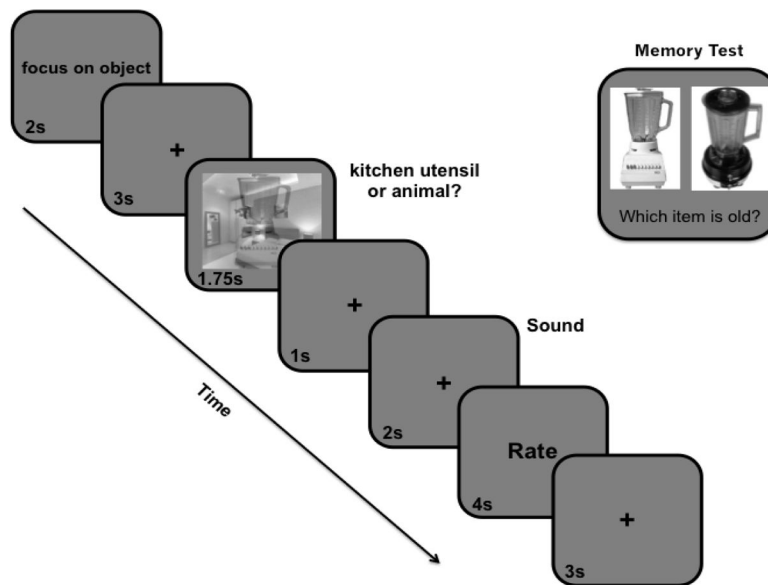 focus on object
2s
+
3s
kitchen utensil
or animal?
1.75s
+
1s
Sound
+
2s
Rate
4s
+
3s
Time
Memory Test
Which item is old?